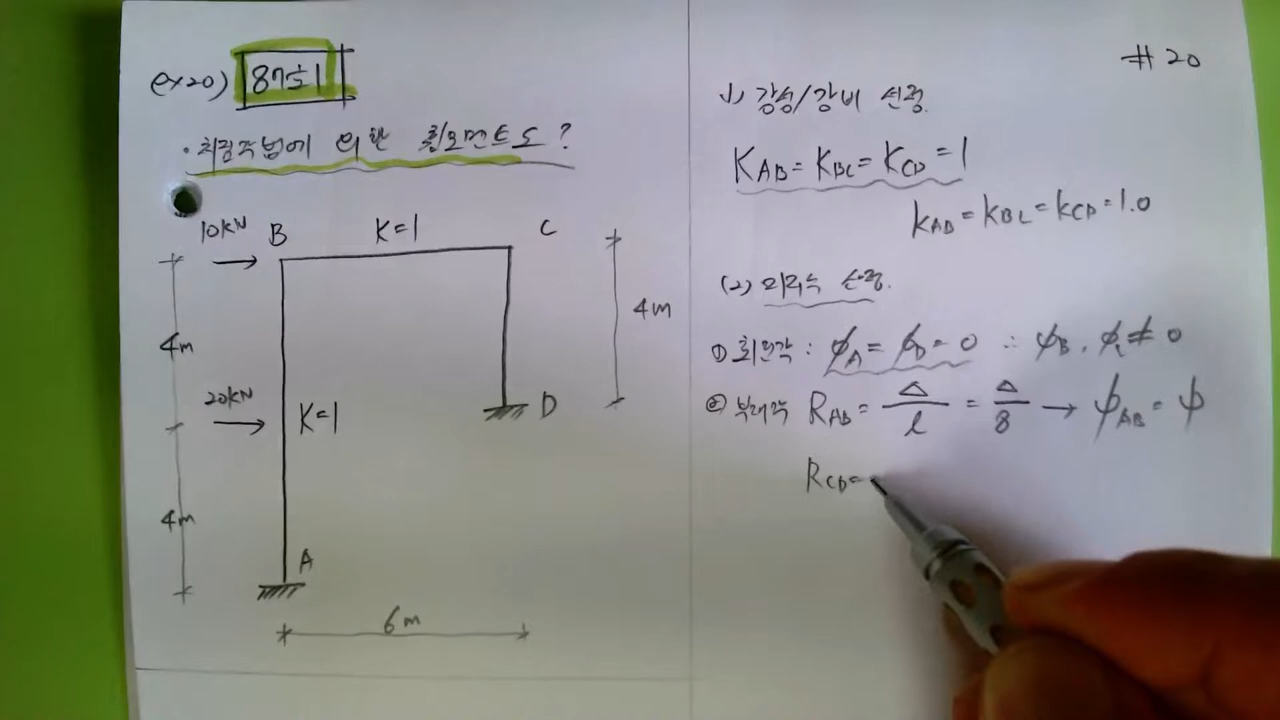 ex20) 87회1
· 처짐각법에 의한 휨모멘트도?
10kN
B
K=1
C
4m
4m
20kN
K=1
D
4m
A
6m
#20
1) 강성/강비 산정.
KAB=KBC=KCD=1
kAB=kBC=kCD=1.0
(2) 미지수 산정.
① 회전각 : φA=φD=0 ∴ φB, φC≠0
② 부재각 RAB= Δ/l = Δ/8 → ψAB=ψ
RCD=